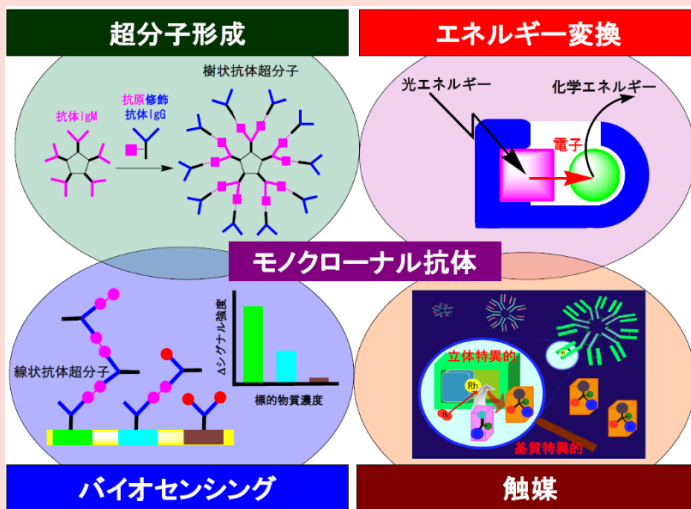 超分子形成
エネルギー変換
樹状抗体超分子
抗体IgM
抗原修飾
抗体IgG
光エネルギー
化学エネルギー
電子
モノクローナル抗体
線状抗体超分子
Δシグナル強度
標的物質濃度
立体特異的
Rh
基質特異的
バイオセンシング
触媒